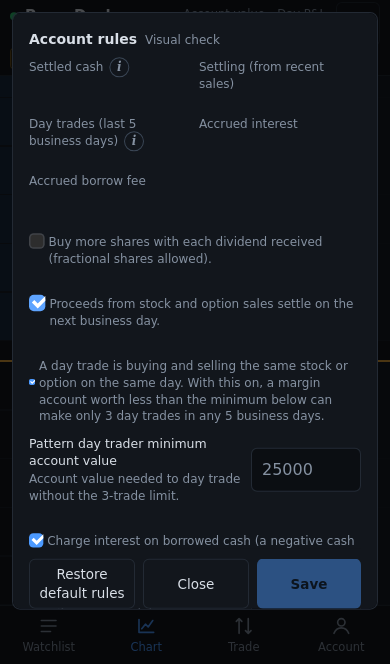 Account rules Visual check
Settled cash i
Settling (from recent
sales)
Day trades (last 5
business days) i
Accrued interest
Accrued borrow fee
Buy more shares with each dividend received
(fractional shares allowed).
Proceeds from stock and option sales settle on the
next business day.
A day trade is buying and selling the same stock or
option on the same day. With this on, a margin
account worth less than the minimum below can
make only 3 day trades in any 5 business days.
Pattern day trader minimum
account value
Account value needed to day trade
without the 3-trade limit.
25000
Charge interest on borrowed cash (a negative cash
Restore
default rules
Close
Save
Watchlist
Chart
Trade
Account